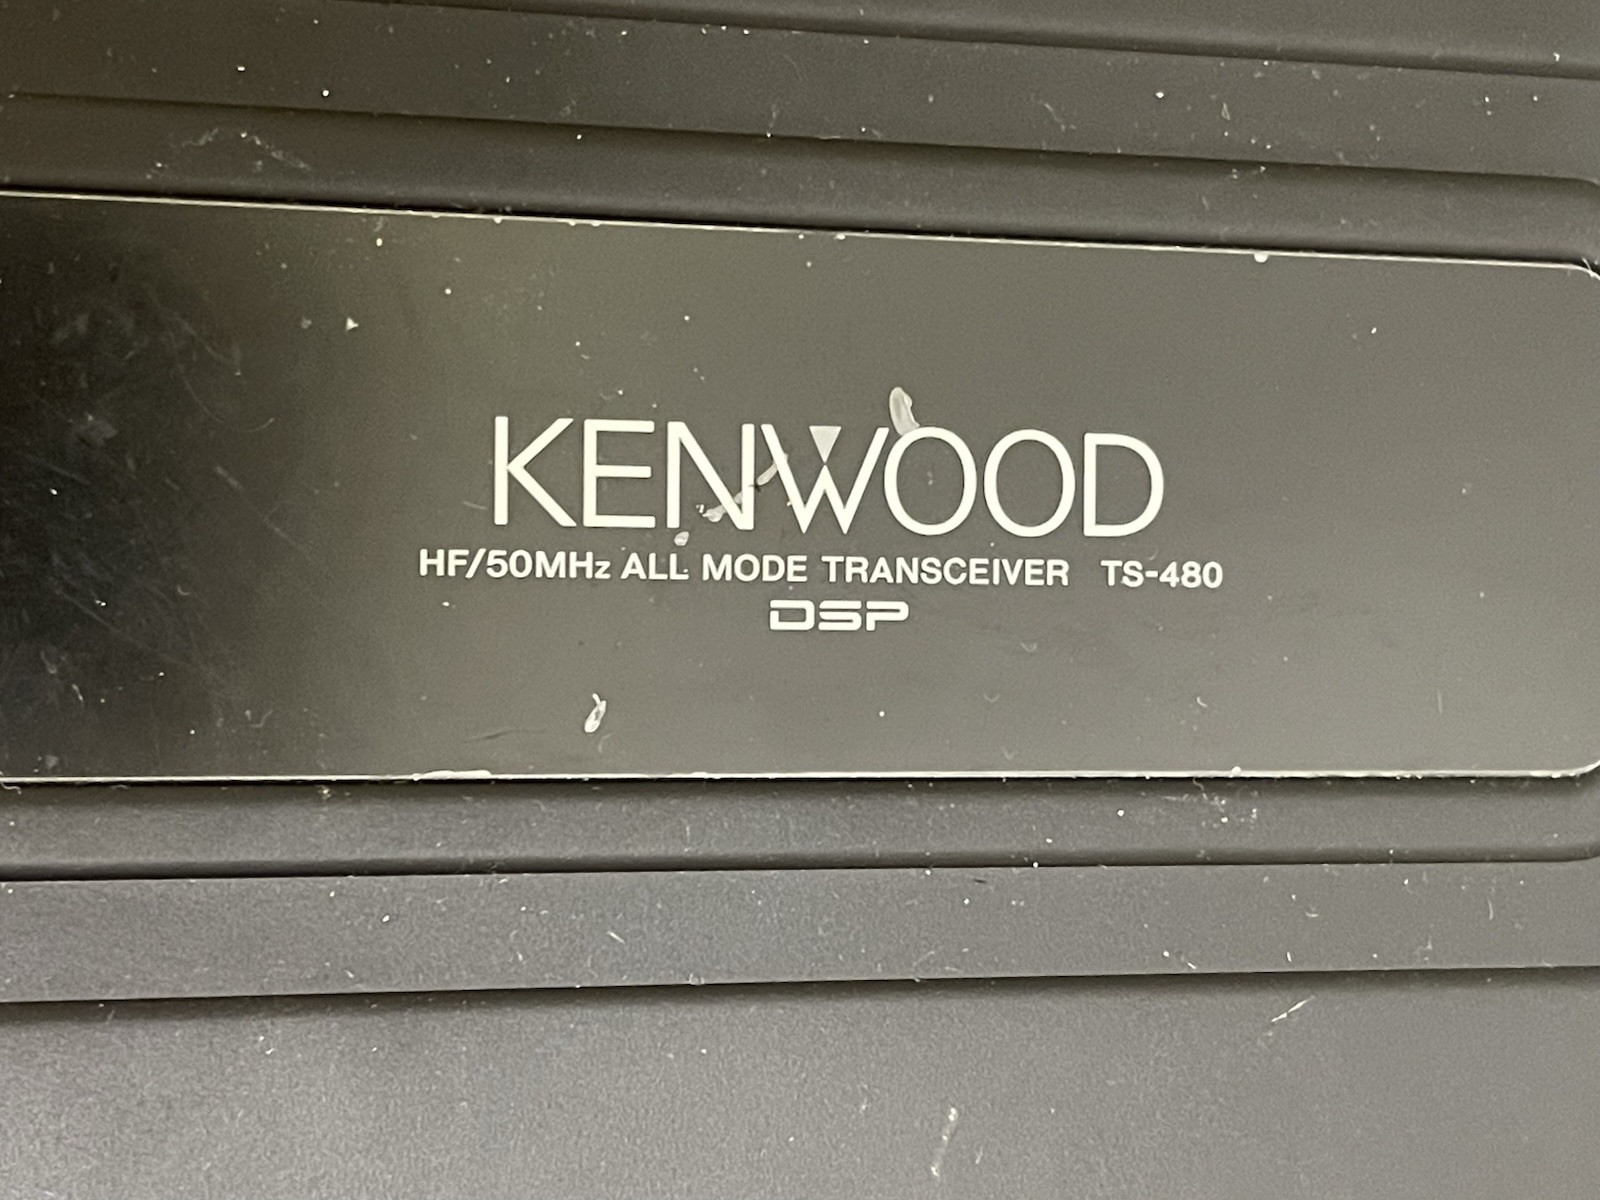 KENWOOD
HF/50MHz ALL MODE TRANSCEIVER TS-480
DSP